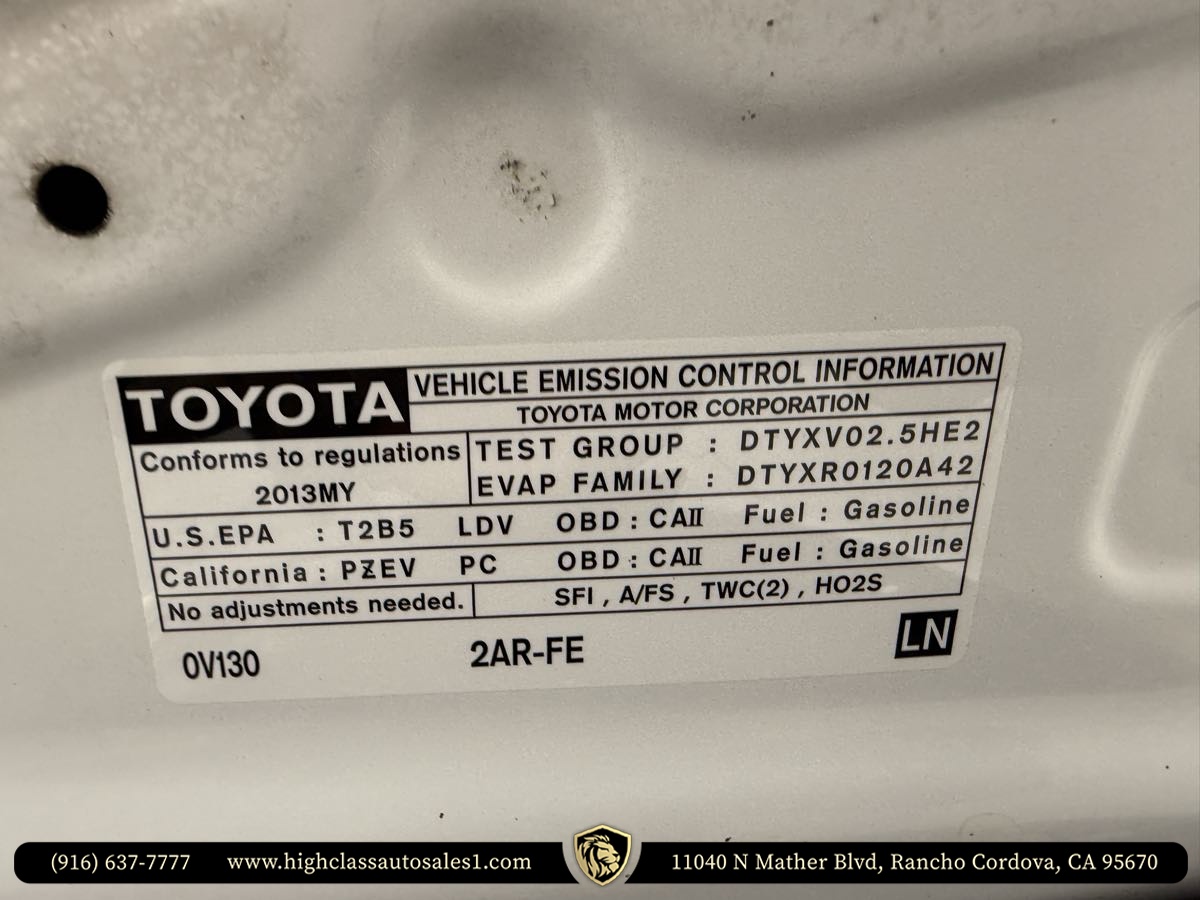 TOYOTA VEHICLE EMISSION CONTROL INFORMATION
TOYOTA MOTOR CORPORATION
Conforms to regulations
2013MY
TEST GROUP : DTYXV02.5HE2
EVAP FAMILY : DTYXR0120A42
U.S.EPA : T2B5 LDV OBD : CAII Fuel : Gasoline
California : PZEV PC OBD : CAII Fuel : Gasoline
No adjustments needed. SFI , A/FS , TWC(2) , HO2S
0V130 2AR-FE LN
(916) 637-7777 www.highclassautosales1.com 11040 N Mather Blvd, Rancho Cordova, CA 95670